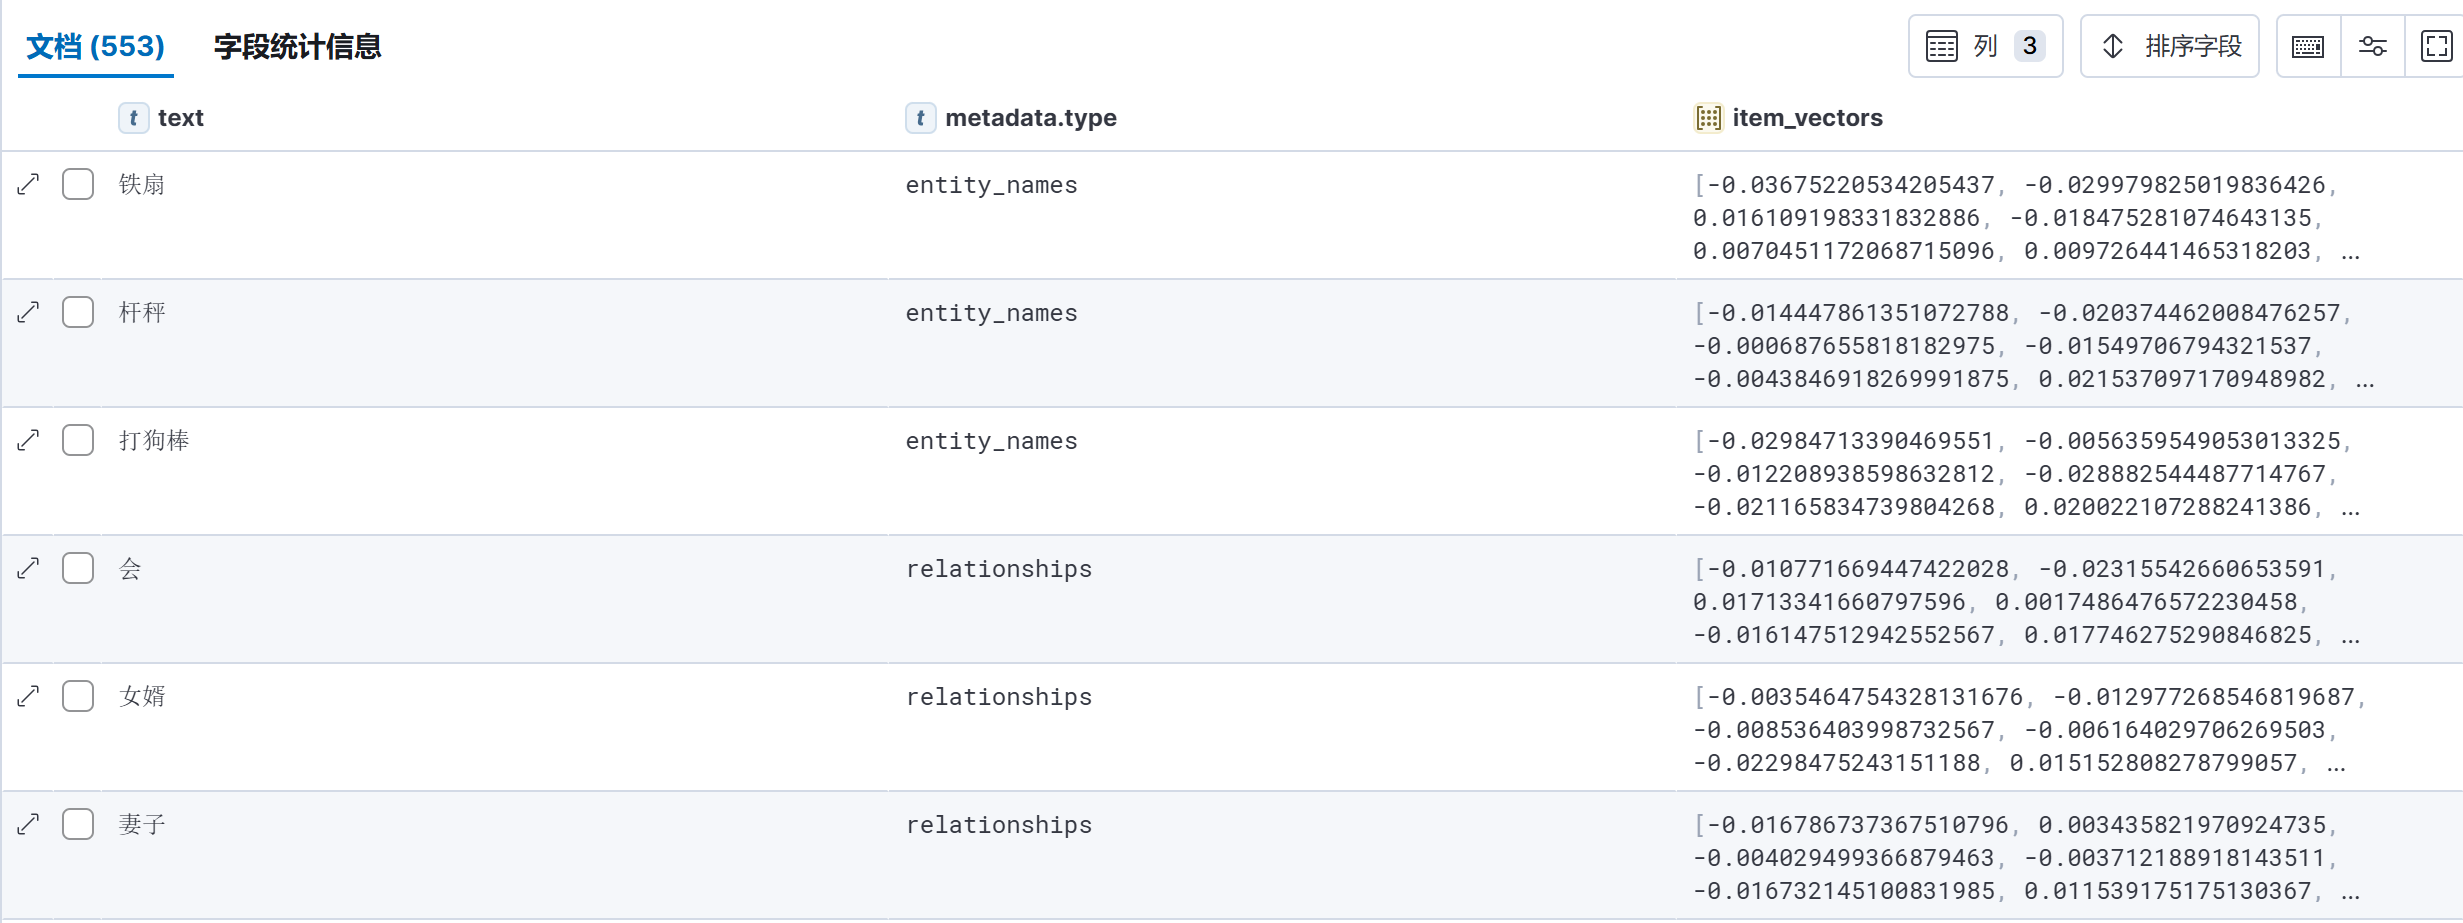 文档 (553) 字段统计信息 列 3 排序字段
text metadata.type item_vectors
铁扇 entity_names [-0.03675220534205437, -0.029979825019836426,
0.016109198331832886, -0.018475281074643135,
0.0070451172068715096, 0.009726441465318203, ...
杆秤 entity_names [-0.014447861351072788, -0.020374462008476257,
-0.000687655818182975, -0.01549706794321537,
-0.0043846918269991875, 0.021537097170948982, ...
打狗棒 entity_names [-0.02984713390469551, -0.0056359549053013325,
-0.012208938598632812, -0.028882544487714767,
-0.021165834739804268, 0.020022107288241386, ...
会 relationships [-0.010771669447422028, -0.02315542660653591,
0.01713341660797596, 0.0017486476572230458,
-0.016147512942552567, 0.017746275290846825, ...
女婿 relationships [-0.0035464754328131676, -0.012977268546819687,
-0.008536403998732567, -0.006164029706269503,
-0.02298475243151188, 0.015152808278799057, ...
妻子 relationships [-0.016786737367510796, 0.003435821970924735,
-0.004029499366879463, -0.003712188918143511,
-0.016732145100831985, 0.011539175175130367, ...